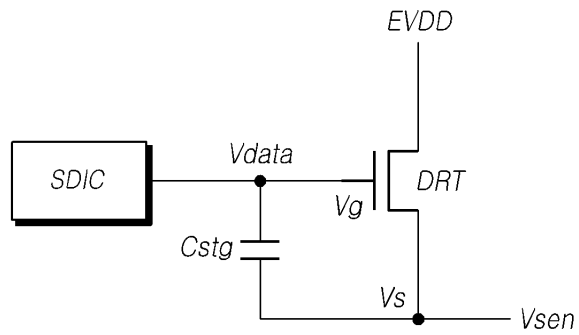 EVDD
Vdata
SDIC
DRT
Vg
Cstg
Vs
Vsen